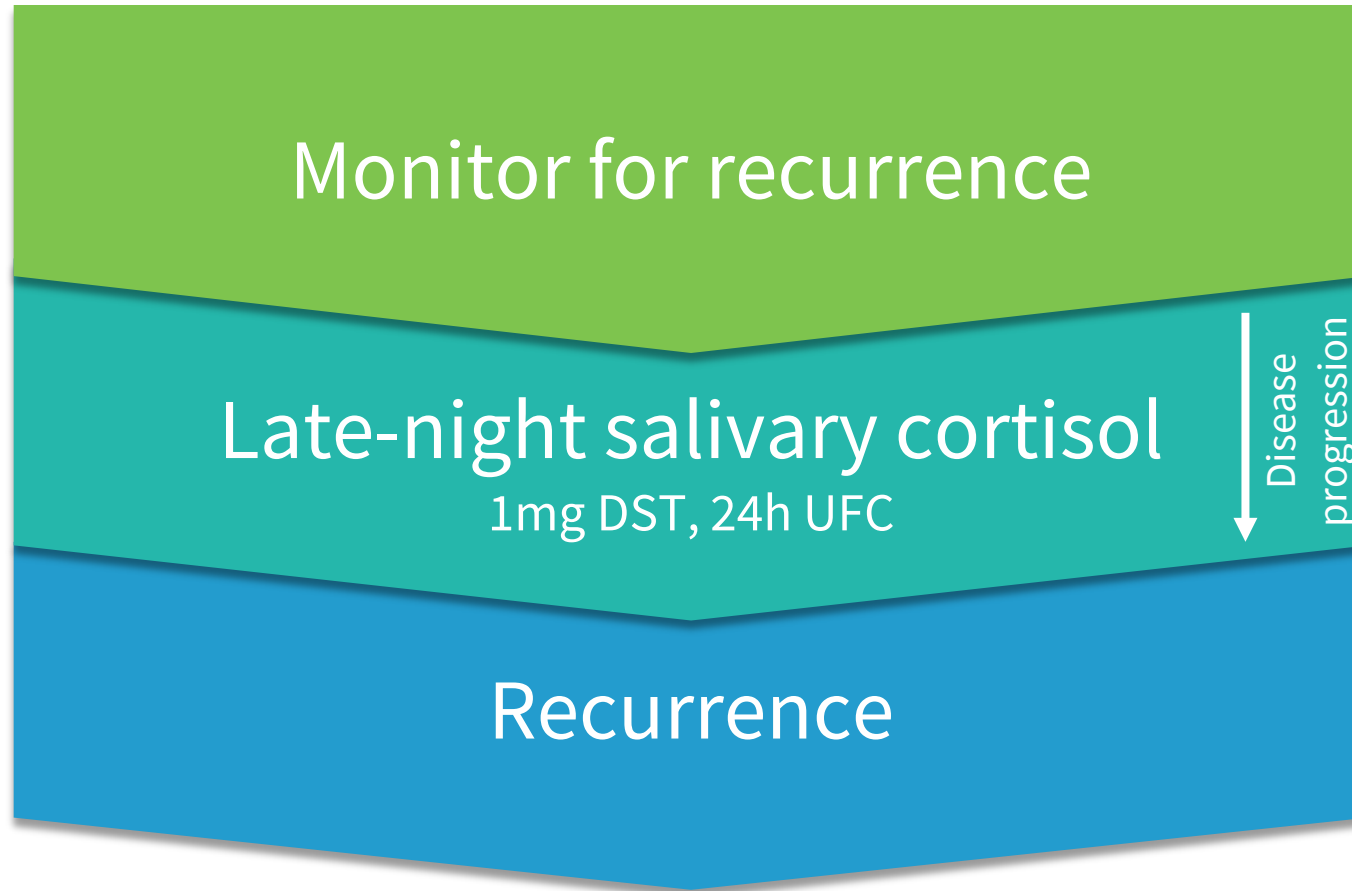 Monitor for recurrence
Late-night salivary cortisol
1mg DST, 24h UFC
Disease
progression
Recurrence